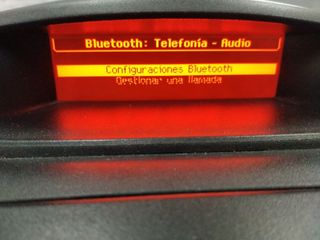 Bluetooth: Telefonía - Audio
Configuraciones Bluetooth
Gestionar una llamada